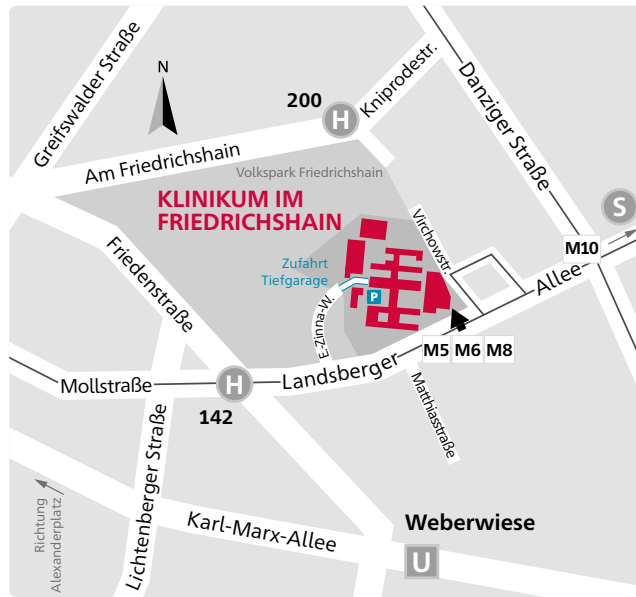 Greifswalder Straße
N
200
H
Kniprodestr.
Danziger Straße
Am Friedrichshain
Volkspark Friedrichshain
KLINIKUM IM
FRIEDRICHSHAIN
S
M10
Virchowstr.
Friedenstraße
Zufahrt
Tiefgarage
P
E.-Zinna-W.
Allee
Landsberger
M5 M6 M8
Mollstraße
H
142
Matthiasstraße
Lichtenberger Straße
Richtung
Alexanderplatz
Karl-Marx-Allee
Weberwiese
U